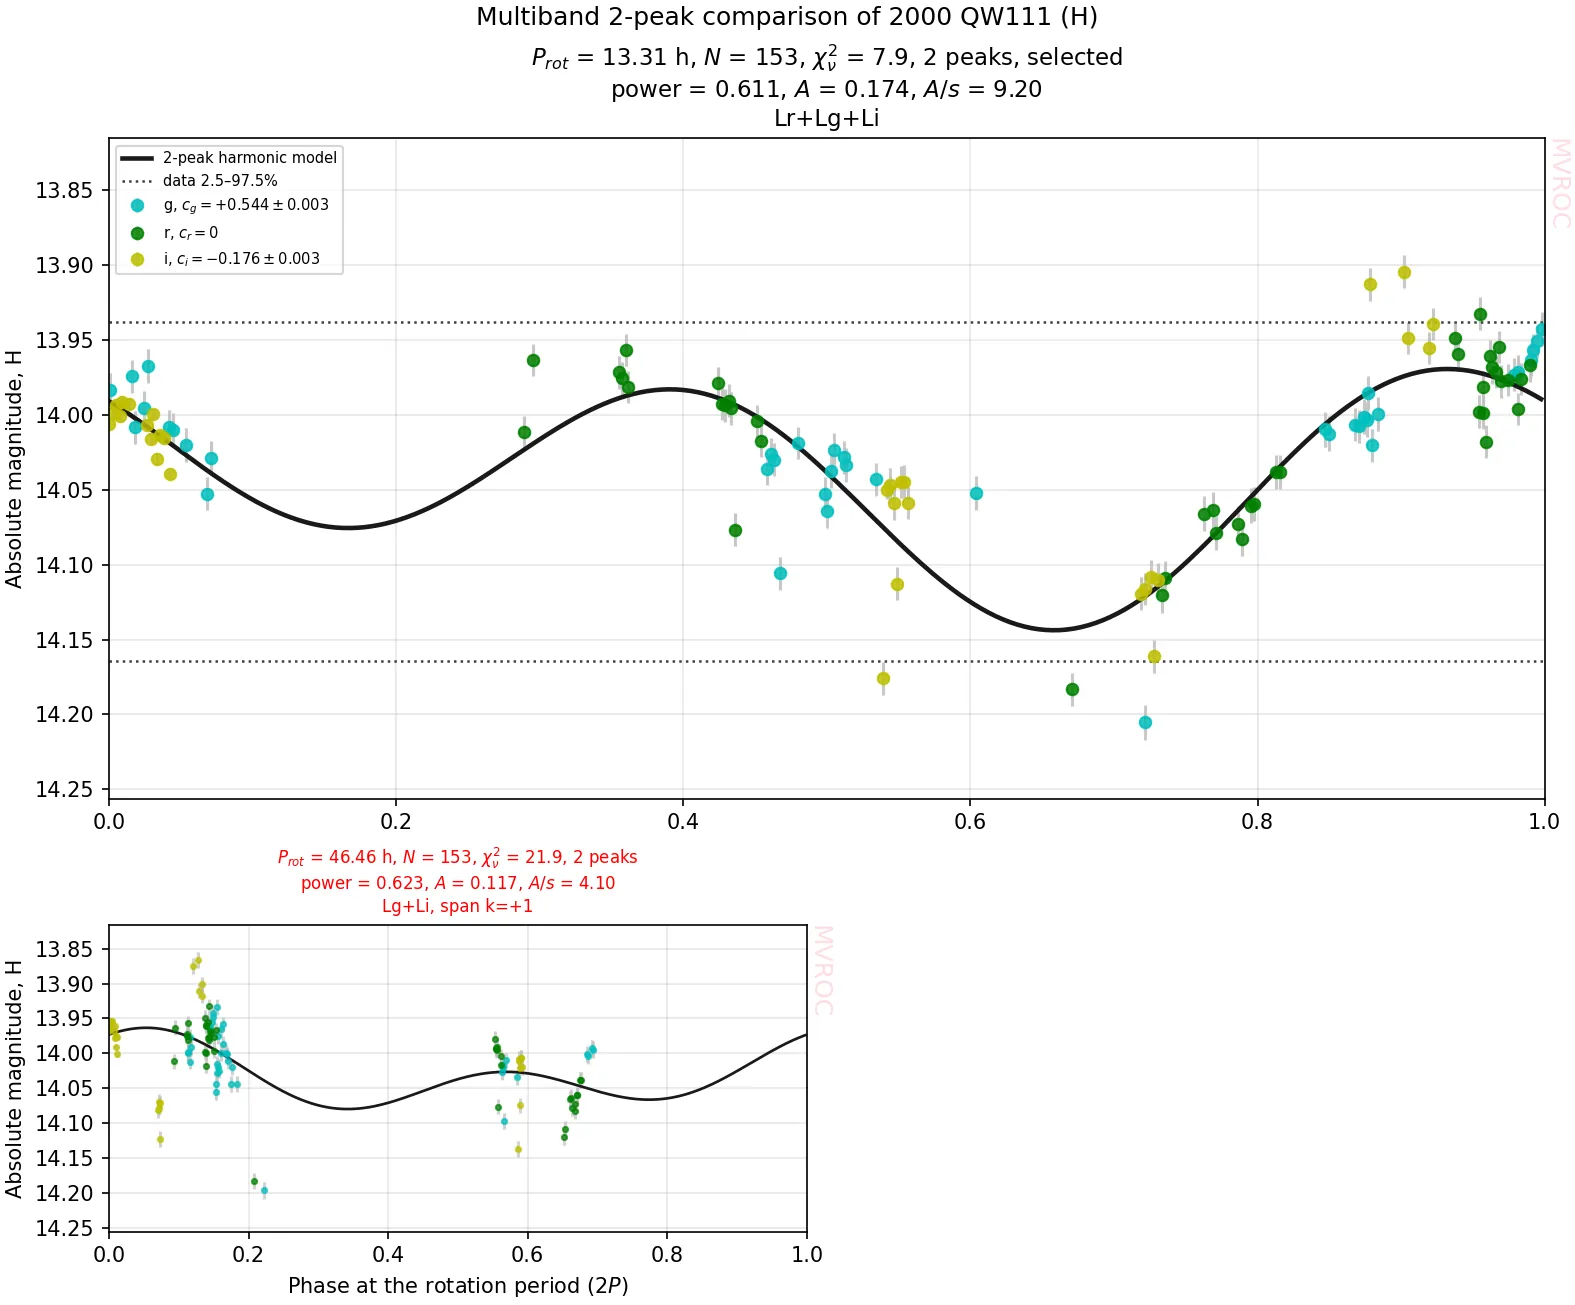 Multiband 2-peak comparison of 2000 QW111 (H)
P_rot = 13.31 h, N = 153, χ²_ν = 7.9, 2 peaks, selected
power = 0.611, A = 0.174, A/s = 9.20
Lr+Lg+Li
2-peak harmonic model
data 2.5–97.5%
g, c_g = +0.544 ± 0.003
r, c_r = 0
i, c_i = −0.176 ± 0.003
MVROC
Absolute magnitude, H
13.85
13.90
13.95
14.00
14.05
14.10
14.15
14.20
14.25
0.0 0.2 0.4 0.6 0.8 1.0
P_rot = 46.46 h, N = 153, χ²_ν = 21.9, 2 peaks
power = 0.623, A = 0.117, A/s = 4.10
Lg+Li, span k=+1
MVROC
Absolute magnitude, H
13.85
13.90
13.95
14.00
14.05
14.10
14.15
14.20
14.25
0.0 0.2 0.4 0.6 0.8 1.0
Phase at the rotation period (2P)